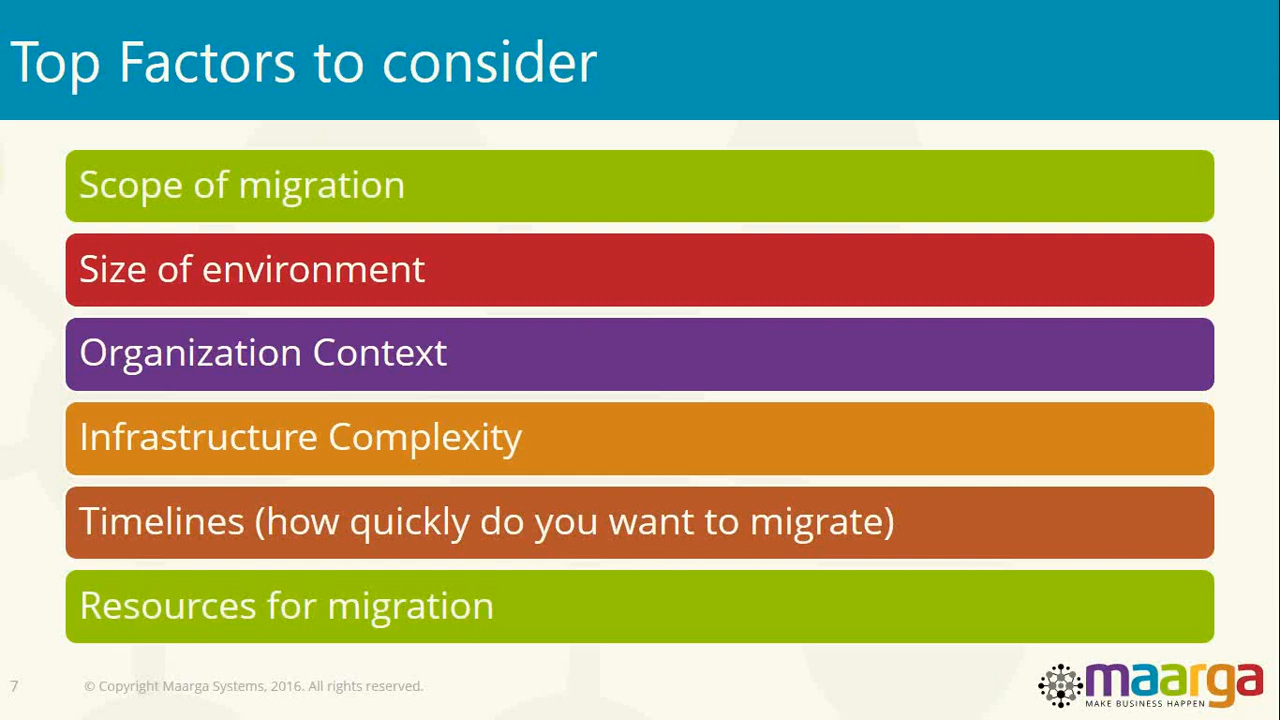 Top Factors to consider
Scope of migration
Size of environment
Organization Context
Infrastructure Complexity
Timelines (how quickly do you want to migrate)
Resources for migration
7
© Copyright Maarga Systems, 2016. All rights reserved.
maarga
MAKE BUSINESS HAPPEN